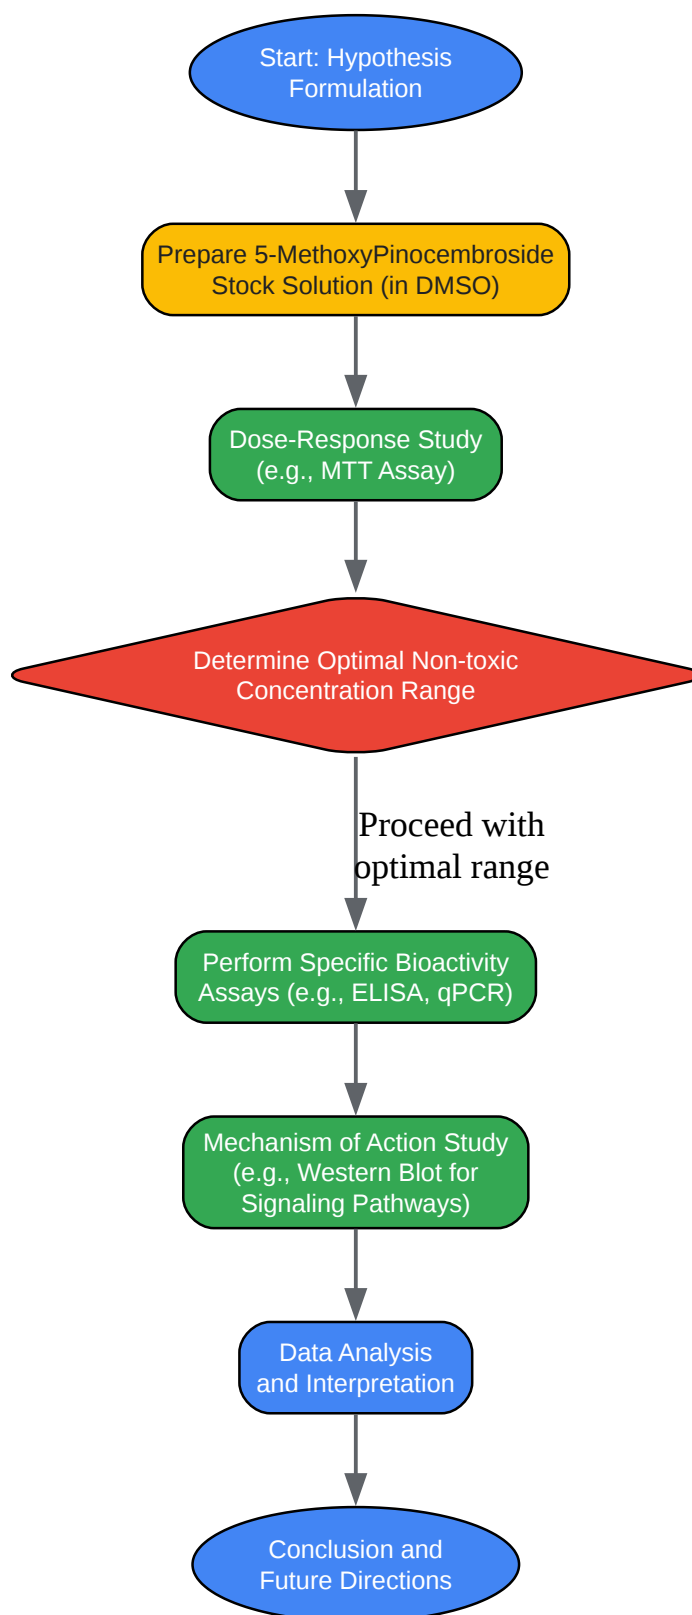 Start: Hypothesis
Formulation
Prepare 5-MethoxyPinocembroside
Stock Solution (in DMSO)
Dose-Response Study
(e.g., MTT Assay)
Determine Optimal Non-toxic
Concentration Range
Proceed with
optimal range
Perform Specific Bioactivity
Assays (e.g., ELISA, qPCR)
Mechanism of Action Study
(e.g., Western Blot for
Signaling Pathways)
Data Analysis
and Interpretation
Conclusion and
Future Directions